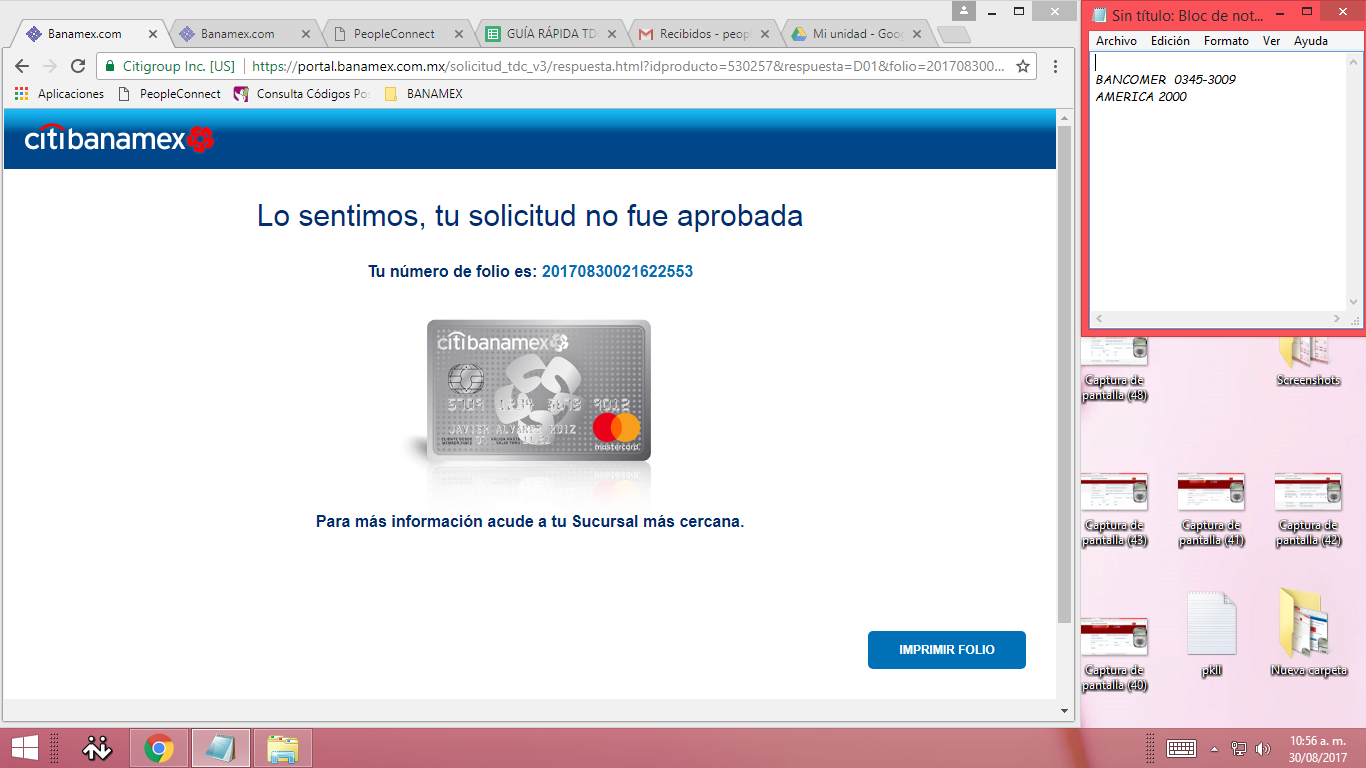 Banamex.com
Banamex.com
PeopleConnect
GUÍA RÁPIDA TD
Recibidos - peop
Mi unidad - Goo
Citigroup Inc. [US]
https://portal.banamex.com.mx/solicitud_tdc_v3/respuesta.html?idproducto=530257&respuesta=D01&folio=201708300...
Aplicaciones
PeopleConnect
Consulta Códigos Pos
BANAMEX
citibanamex
Lo sentimos, tu solicitud no fue aprobada
Tu número de folio es: 20170830021622553
citibanamex
JAVIER ALVAREZ RUIZ
mastercard.
Para más información acude a tu Sucursal más cercana.
IMPRIMIR FOLIO
Sin título: Bloc de not...
Archivo Edición Formato Ver Ayuda
BANCOMER 0345-3009
AMERICA 2000
Captura de
pantalla (48)
Screenshots
Captura de
pantalla (43)
Captura de
pantalla (41)
Captura de
pantalla (42)
Captura de
pantalla (40)
pkll
Nueva carpeta
10:56 a. m.
30/08/2017